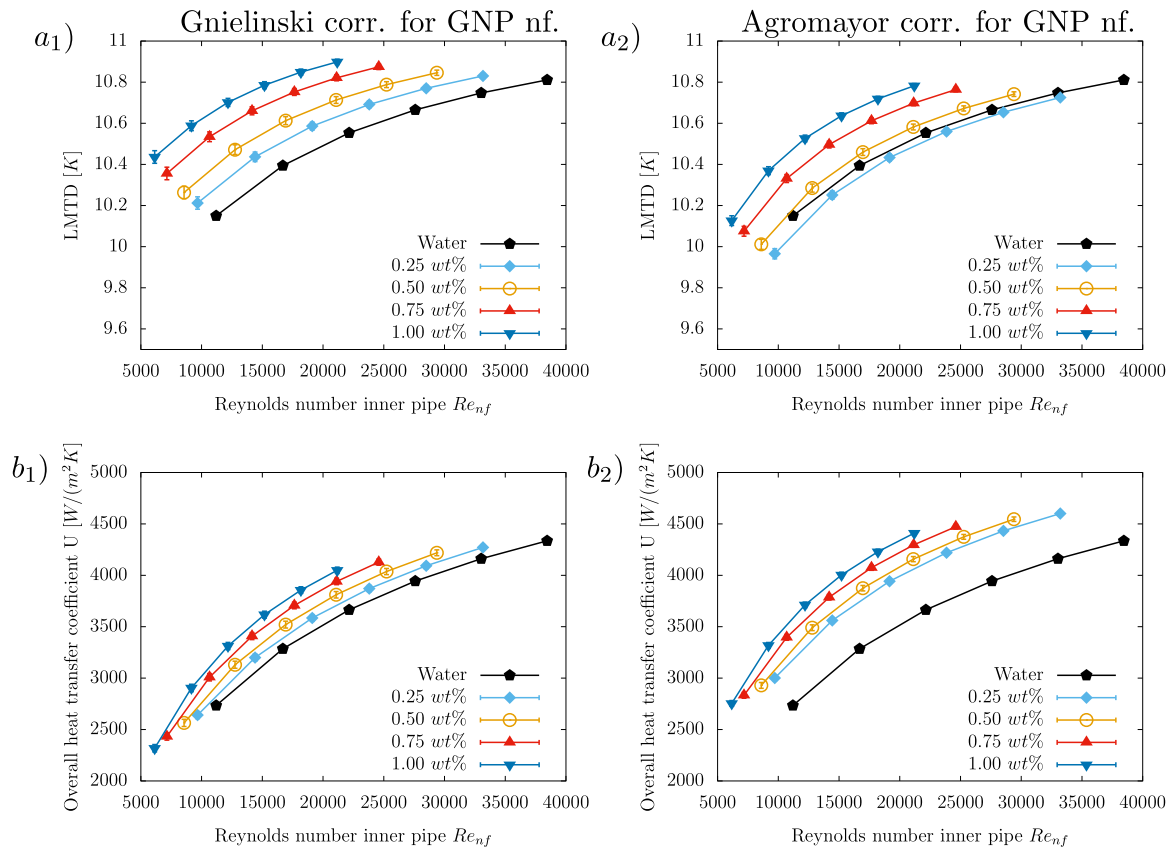 Gnielinski corr. for GNP nf.
a1)
11
10.8
10.6
10.4
10.2
10
9.8
9.6
LMTD [K]
Water
0.25 wt%
0.50 wt%
0.75 wt%
1.00 wt%
5000 10000 15000 20000 25000 30000 35000 40000
Reynolds number inner pipe Re_nf
Agromayor corr. for GNP nf.
a2)
11
10.8
10.6
10.4
10.2
10
9.8
9.6
LMTD [K]
Water
0.25 wt%
0.50 wt%
0.75 wt%
1.00 wt%
5000 10000 15000 20000 25000 30000 35000 40000
Reynolds number inner pipe Re_nf
b1)
5000
4500
4000
3500
3000
2500
2000
Overall heat transfer coefficient U [W/(m²K]
Water
0.25 wt%
0.50 wt%
0.75 wt%
1.00 wt%
5000 10000 15000 20000 25000 30000 35000 40000
Reynolds number inner pipe Re_nf
b2)
5000
4500
4000
3500
3000
2500
2000
Overall heat transfer coefficient U [W/(m²K]
Water
0.25 wt%
0.50 wt%
0.75 wt%
1.00 wt%
5000 10000 15000 20000 25000 30000 35000 40000
Reynolds number inner pipe Re_nf